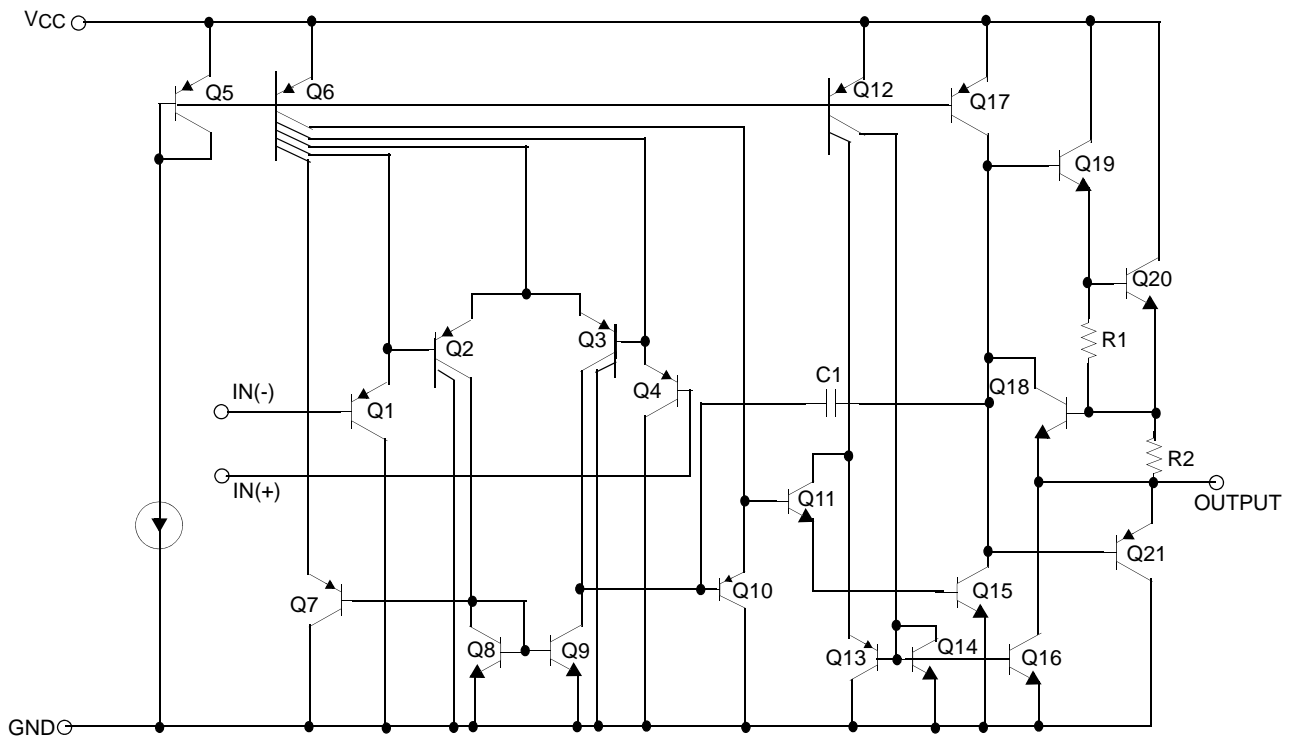 VCC
Q5
Q6
Q12
Q17
Q19
Q20
Q2
Q3
R1
Q4
C1
Q18
IN(-)
Q1
R2
IN(+)
Q11
OUTPUT
Q21
Q7
Q10
Q15
Q8
Q9
Q13
Q14
Q16
GND